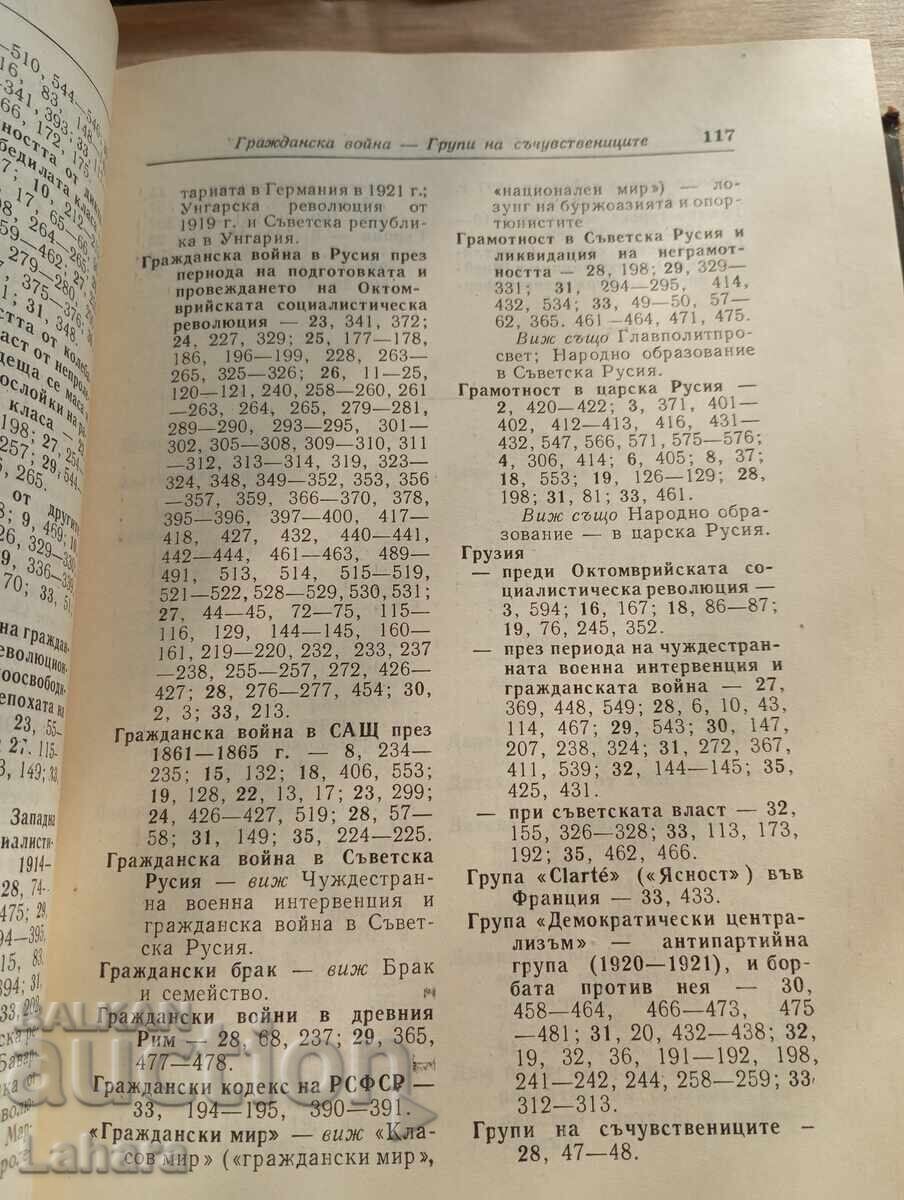 Гражданска война — Групи на съчувствениците 117
тариата в Германия в 1921 г.;
Унгарска революция от
1919 г. и Съветска републи-
ка в Унгария.
Гражданска война в Русия през
периода на подготовката и
провеждането на Октом-
врийската социалистическа
революция — 23, 341, 372;
24, 227, 329; 25, 177—178,
186, 196—199, 228, 263—
265, 325—326; 26, 11—25,
120—121, 240, 258—260, 261
—263, 264, 265, 279—281,
289—290, 293—295, 301—
302, 305—308, 309—310, 311
—312, 313—314, 319, 323—
324, 348, 349—352, 353, 356
—357, 359, 366—370, 378,
395—396, 397—400, 417—
418, 427, 432, 440—441,
442—444, 461—463, 489—
491, 513, 514, 515—519,
521—522, 528—529, 530, 531;
27, 44—45, 72—75, 115—
116, 129, 144—145, 160—
161, 219—220, 232, 233, 237
—238, 255—257, 272, 426—
427; 28, 276—277, 454; 30,
2, 3; 33, 213.
Гражданска война в САЩ през
1861—1865 г. — 8, 234—
235; 15, 132; 18, 406, 553;
19, 128, 22, 13, 17; 23, 299;
24, 426—427, 519; 28, 57—
58; 31, 149; 35, 224—225.
Гражданска война в Съветска
Русия — виж Чуждестран-
на военна интервенция и
гражданска война в Съвет-
ска Русия.
Граждански брак — виж Брак
и семейство.
Граждански войни в древния
Рим — 28, 68, 237; 29, 365,
477—478.
Граждански кодекс на РСФСР —
33, 194—195, 390—391.
«Граждански мир» — виж «Кла-
сов мир» («граждански мир»,
«национален мир») — ло-
зунг на буржоазията и опор-
тюнистите
Грамотност в Съветска Русия и
ликвидация на неграмот-
ността — 28, 198; 29, 329—
331; 31, 294—295, 414,
432, 534; 33, 49—50, 57—
62, 365. 461—464, 471, 475.
Виж също Главполитпро-
свет; Народно образование
в Съветска Русия.
Грамотност в царска Русия —
2, 420—422; 3, 371, 401—
402, 412—413, 416, 431—
432, 547, 566, 571, 575—576;
4, 306, 414; 6, 405; 8, 37;
18, 553; 19, 126—129; 28,
198; 31, 81; 33, 461.
Виж също Народно обра-
зование — в царска Русия.
Грузия
— преди Октомврийската со-
циалистическа революция —
3, 594; 16, 167; 18, 86—87;
19, 76, 245, 352.
— през периода на чуждестран-
ната военна интервенция и
гражданската война — 27,
369, 448, 549; 28, 6, 10, 43,
114, 467; 29, 543; 30, 147,
207, 238, 324; 31, 272, 367,
411, 539; 32, 144—145; 35,
425, 431.
— при съветската власт — 32,
155, 326—328; 33, 113, 173,
192; 35, 462, 466.
Група «Clarté» («Ясност») във
Франция — 33, 433.
Група «Демократически центра-
лизъм» — антипартийна
група (1920—1921), и бор-
бата против нея — 30,
458—464, 466—473, 475
—481; 31, 20, 432—438; 32,
19, 32, 36, 191—192, 198,
241—242, 244, 258—259; 33,
312—313.
Групи на съчувствениците —
28, 47—48.
BALKAN
auction
Lahara